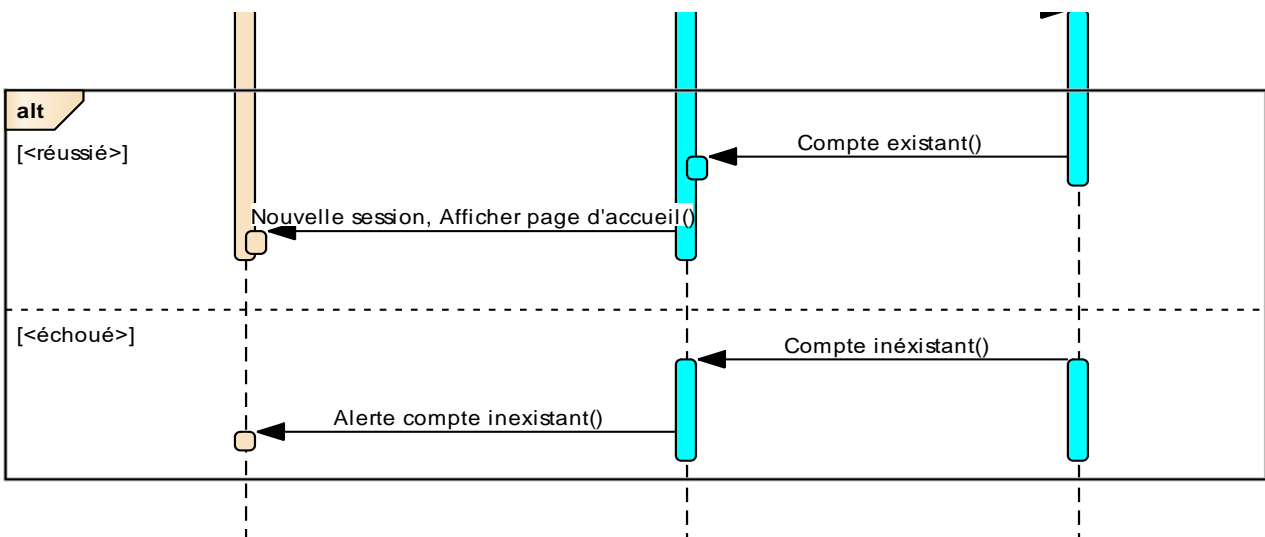 alt
[<réussié>]
Compte existant()
Nouvelle session, Afficher page d'accueil()
[<échoué>]
Compte inéxistant()
Alerte compte inexistant()